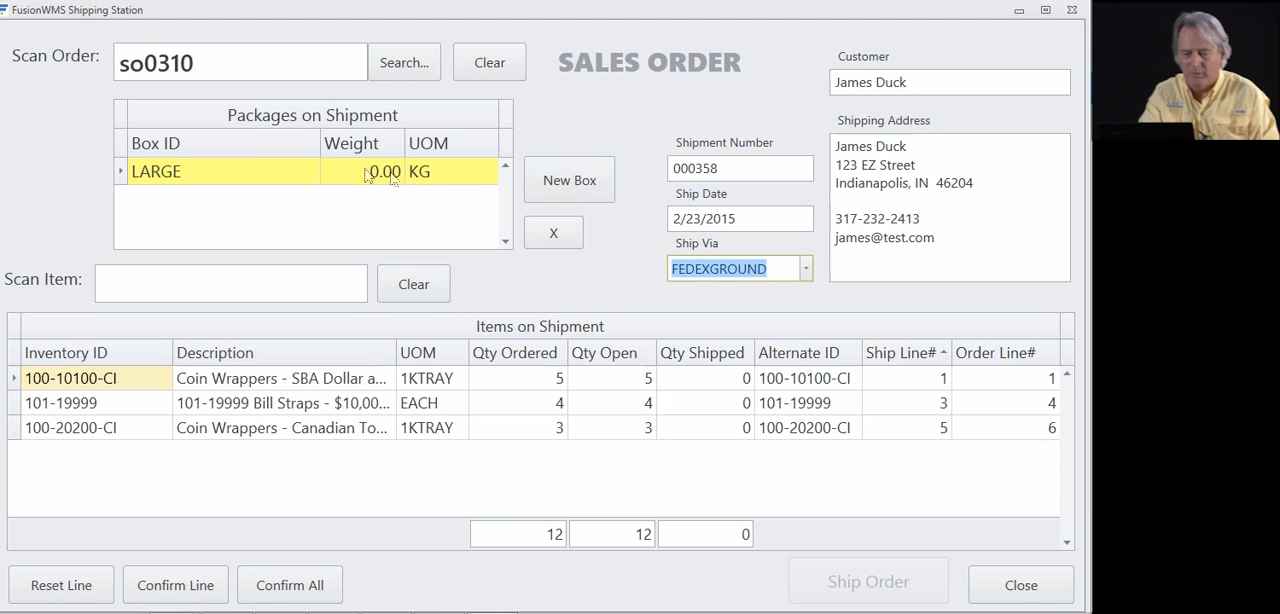 FusionWMS Shipping Station
Scan Order:
so0310
Search...
Clear
SALES ORDER
Customer
James Duck
Packages on Shipment
Box ID Weight UOM
LARGE 0.00 KG
New Box
X
Shipment Number
000358
Ship Date
2/23/2015
Ship Via
FEDEXGROUND
Shipping Address
James Duck
123 EZ Street
Indianapolis, IN 46204
317-232-2413
james@test.com
Scan Item:
Clear
Items on Shipment
Inventory ID Description UOM Qty Ordered Qty Open Qty Shipped Alternate ID Ship Line# Order Line#
100-10100-CI Coin Wrappers - SBA Dollar a... 1KTRAY 5 5 0 100-10100-CI 1 1
101-19999 101-19999 Bill Straps - $10,00... EACH 4 4 0 101-19999 3 4
100-20200-CI Coin Wrappers - Canadian To... 1KTRAY 3 3 0 100-20200-CI 5 6
12 12 0
Reset Line
Confirm Line
Confirm All
Ship Order
Close